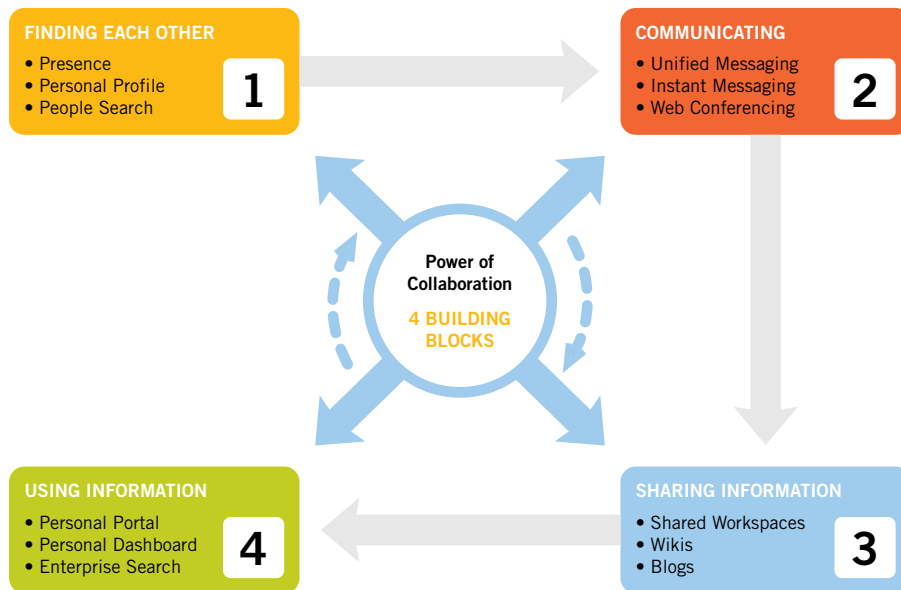 FINDING EACH OTHER
• Presence
• Personal Profile
• People Search
1
COMMUNICATING
• Unified Messaging
• Instant Messaging
• Web Conferencing
2
Power of
Collaboration
4 BUILDING
BLOCKS
USING INFORMATION
• Personal Portal
• Personal Dashboard
• Enterprise Search
4
SHARING INFORMATION
• Shared Workspaces
• Wikis
• Blogs
3